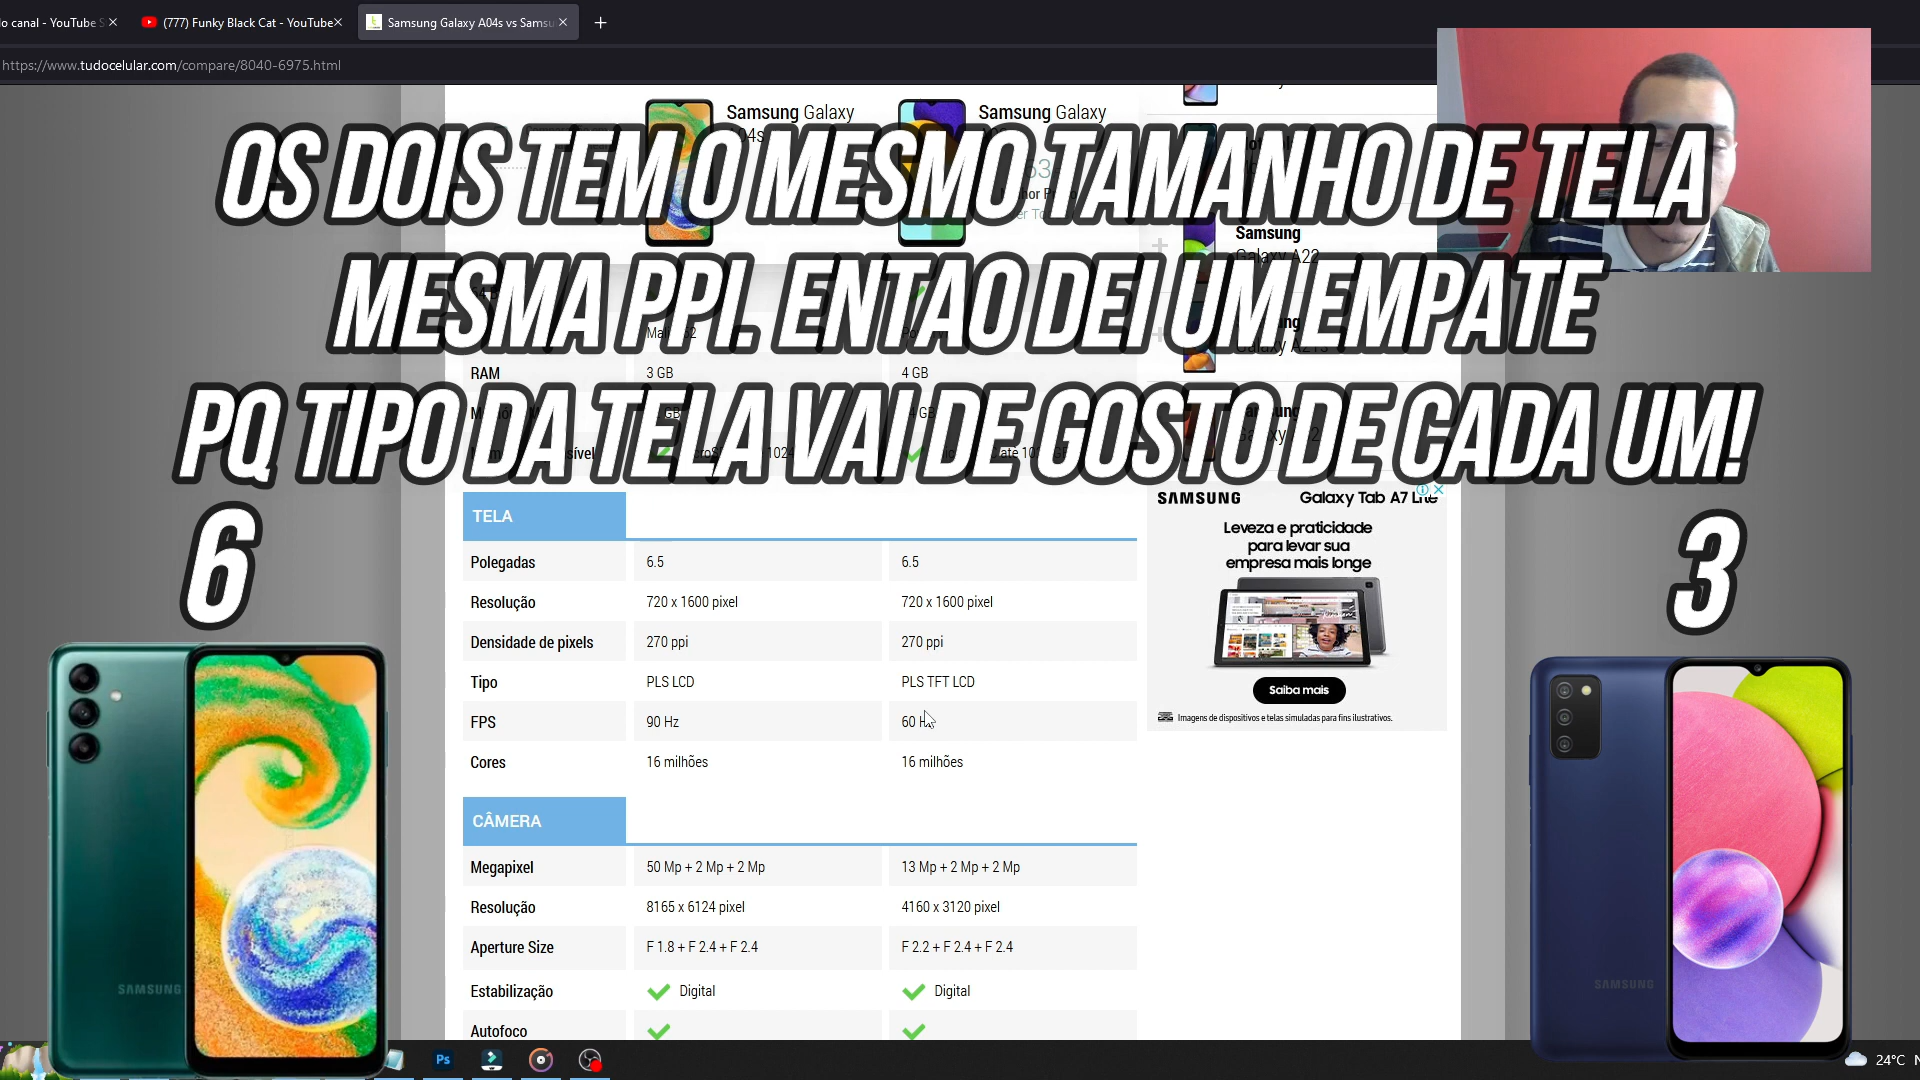 lo canal - YouTube S
(777) Funky Black Cat - YouTube
Samsung Galaxy A04s vs Samsu
https://www.tudocelular.com/compare/8040-6975.html
Samsung Galaxy
Samsung Galaxy
OS DOIS TEM O MESMO TAMANHO DE TELA
MESMA PPI. ENTAO DEI UM EMPATE
PQ TIPO DA TELA VAI DE GOSTO DE CADA UM!
6
3
Samsung
Galaxy A22
RAM 3 GB 4 GB
TELA
Polegadas 6.5 6.5
Resolução 720 x 1600 pixel 720 x 1600 pixel
Densidade de pixels 270 ppi 270 ppi
Tipo PLS LCD PLS TFT LCD
FPS 90 Hz 60 Hz
Cores 16 milhões 16 milhões
CÂMERA
Megapixel 50 Mp + 2 Mp + 2 Mp 13 Mp + 2 Mp + 2 Mp
Resolução 8165 x 6124 pixel 4160 x 3120 pixel
Aperture Size F 1.8 + F 2.4 + F 2.4 F 2.2 + F 2.4 + F 2.4
Estabilização Digital Digital
Autofoco
SAMSUNG Galaxy Tab A7 Lite
Leveza e praticidade
para levar sua
empresa mais longe
Saiba mais
Imagens de dispositivos e telas simuladas para fins ilustrativos.
SAMSUNG
SAMSUNG
Ps
24°C N